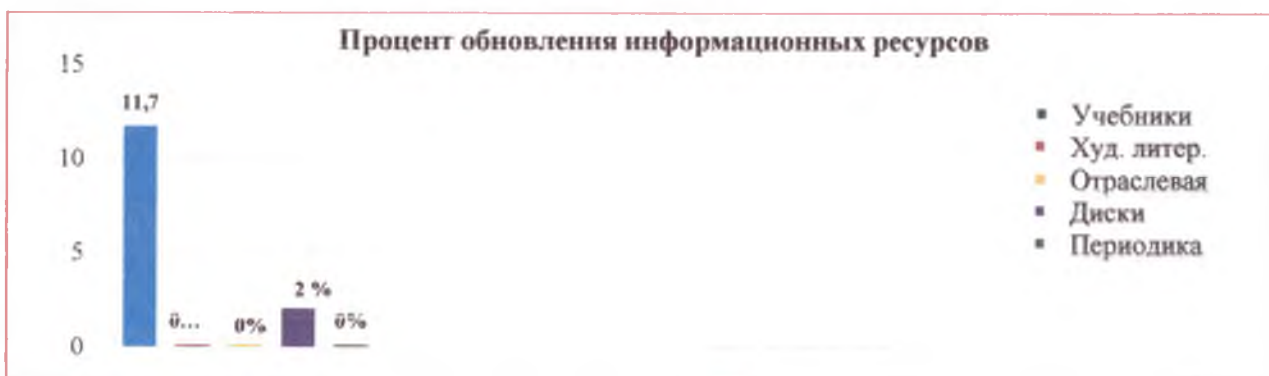 Процент обновления информационных ресурсов
15
10
5
0
11,7
0...
0%
2 %
0%
Учебники
Худ. литер.
Отраслевая
Диски
Периодика